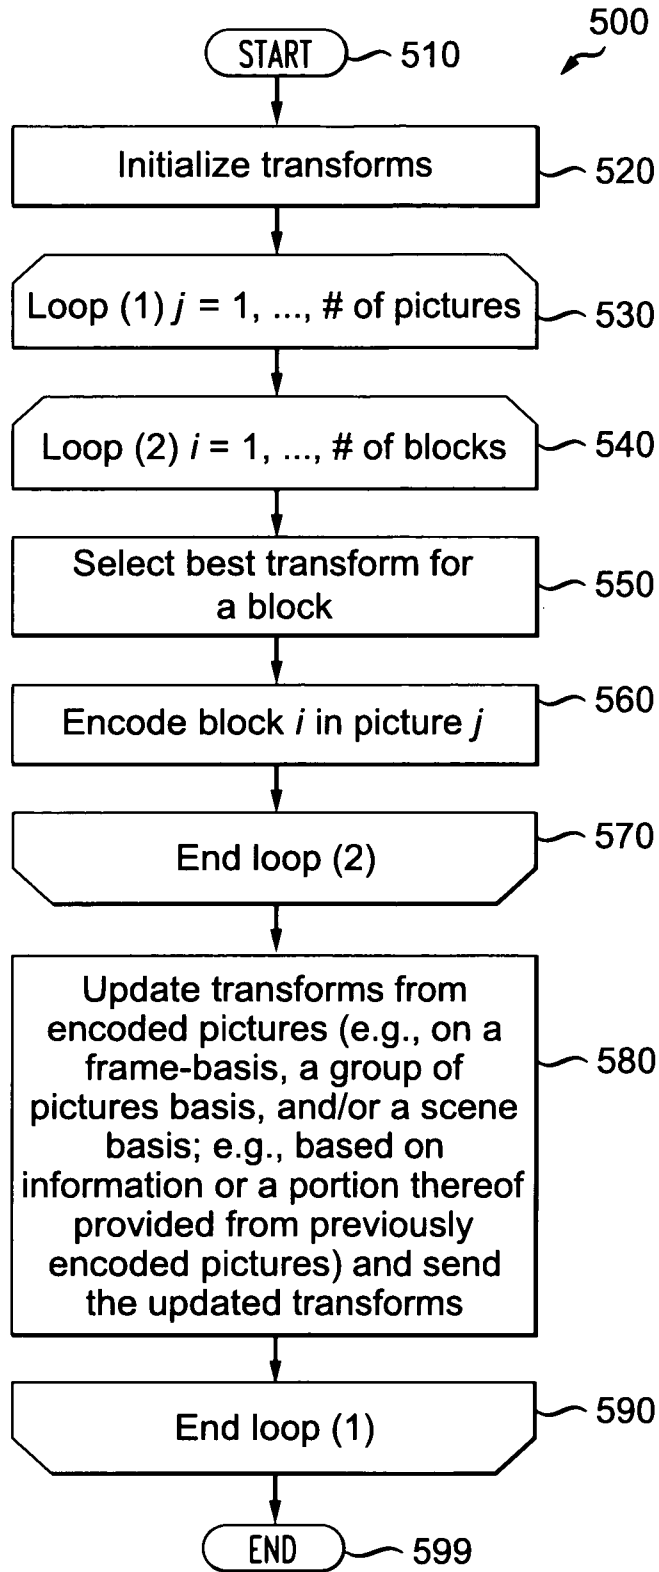 500
START 510
Initialize transforms 520
Loop (1) j = 1, ..., # of pictures 530
Loop (2) i = 1, ..., # of blocks 540
Select best transform for
a block 550
Encode block i in picture j 560
End loop (2) 570
Update transforms from
encoded pictures (e.g., on a
frame-basis, a group of
pictures basis, and/or a scene
basis; e.g., based on
information or a portion thereof
provided from previously
encoded pictures) and send
the updated transforms
580
End loop (1) 590
END 599